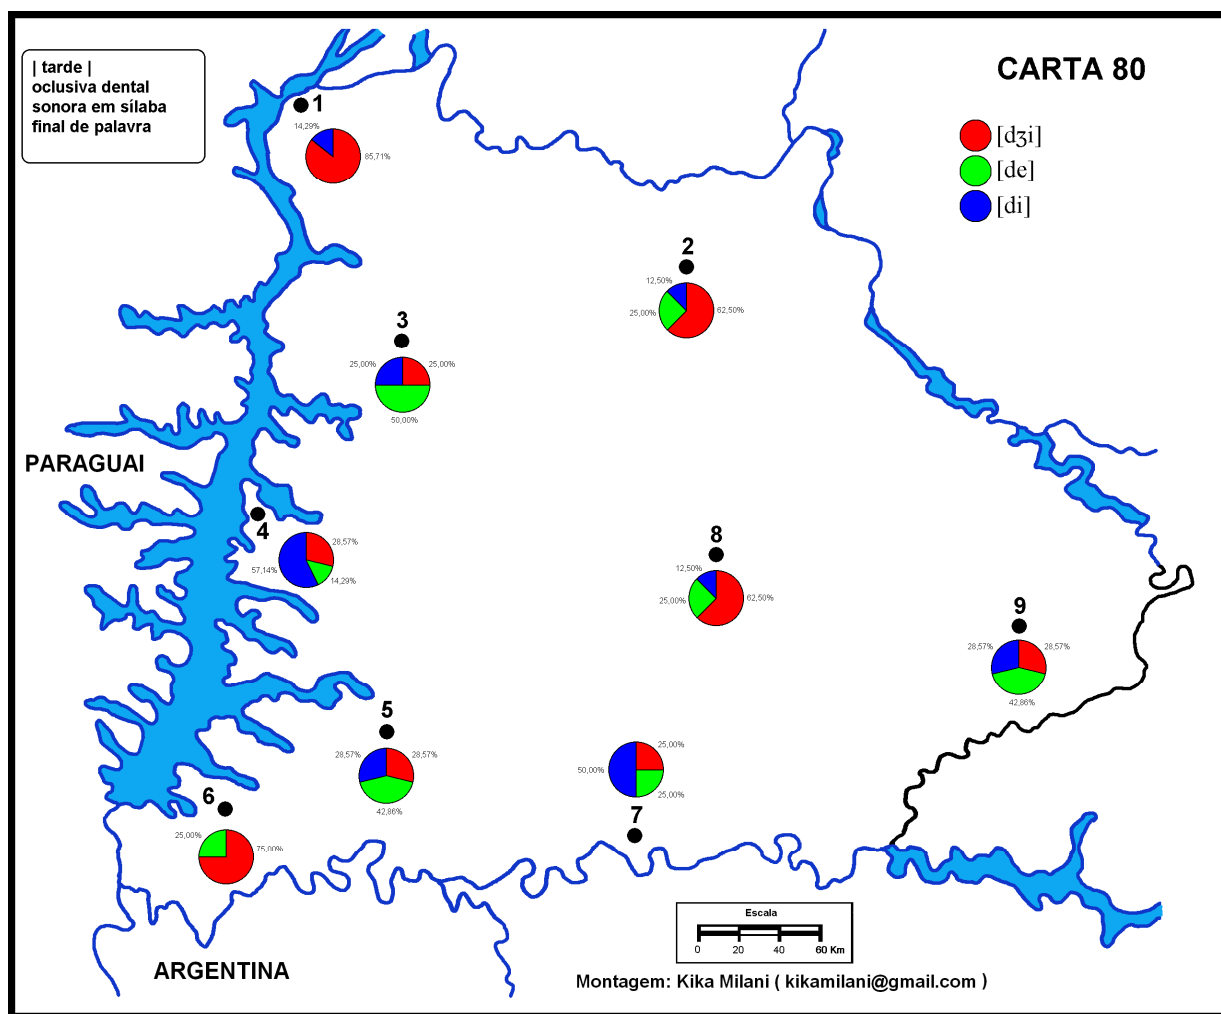 | tarde |
oclusiva dental
sonora em sílaba
final de palavra
CARTA 80
[dʒi]
[de]
[di]
1
14,29%
85,71%
2
12,50%
25,00%
62,50%
3
25,00%
25,00%
50,00%
PARAGUAI
4
28,57%
57,14%
14,29%
8
12,50%
25,00%
62,50%
9
28,57%
28,57%
42,86%
5
28,57%
28,57%
42,86%
25,00%
50,00%
25,00%
7
6
25,00%
75,00%
ARGENTINA
Escala
0 20 40 60 Km
Montagem: Kika Milani ( kikamilani@gmail.com )